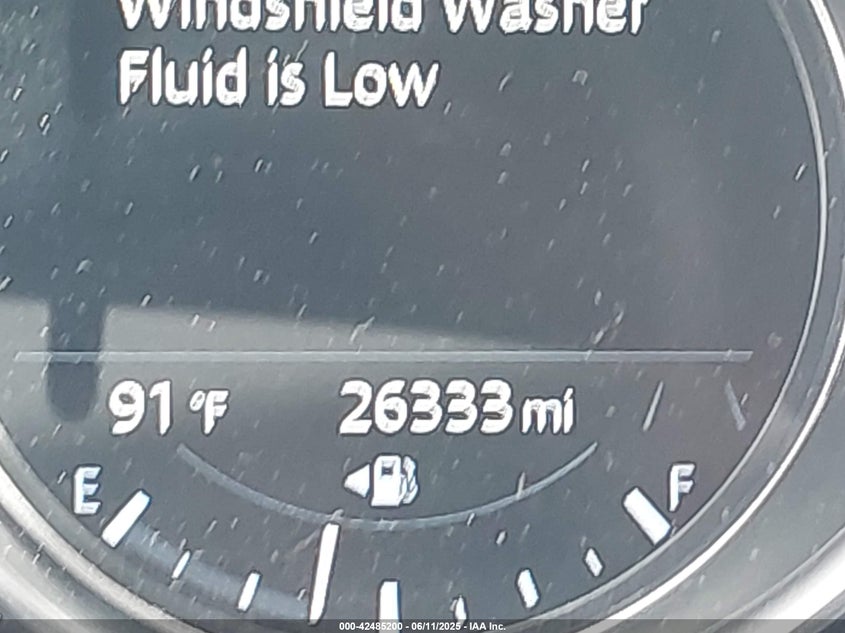 Windshield Washer
Fluid is Low
91 °F 26333 mi
E F
000-42485200 - 06/11/2025 - IAA Inc.